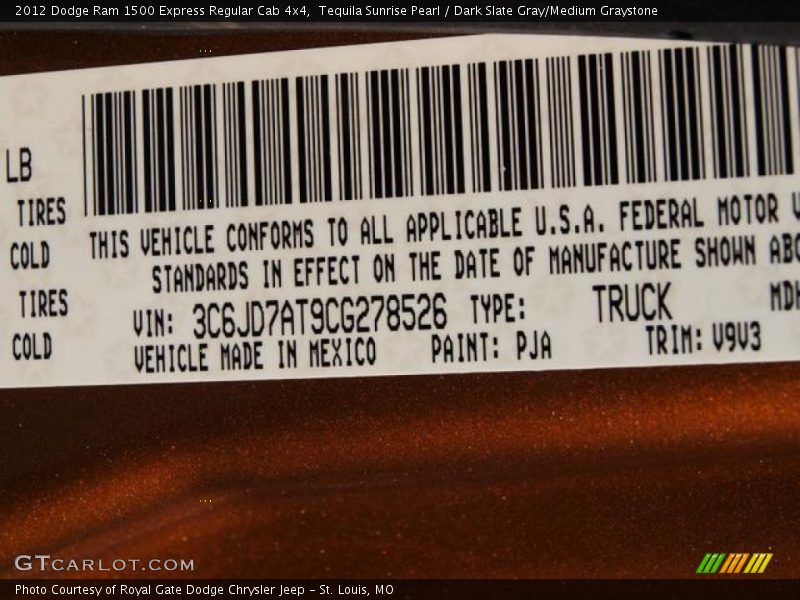 2012 Dodge Ram 1500 Express Regular Cab 4x4,  Tequila Sunrise Pearl / Dark Slate Gray/Medium Graystone
LB
TIRES
COLD
TIRES
COLD
THIS VEHICLE CONFORMS TO ALL APPLICABLE U.S.A. FEDERAL MOTOR
STANDARDS IN EFFECT ON THE DATE OF MANUFACTURE SHOWN
VIN: 3C6JD7AT9CG278526 TYPE: TRUCK
VEHICLE MADE IN MEXICO PAINT: PJA TRIM: V9V3
GTCARLOT.COM
Photo Courtesy of Royal Gate Dodge Chrysler Jeep – St. Louis, MO